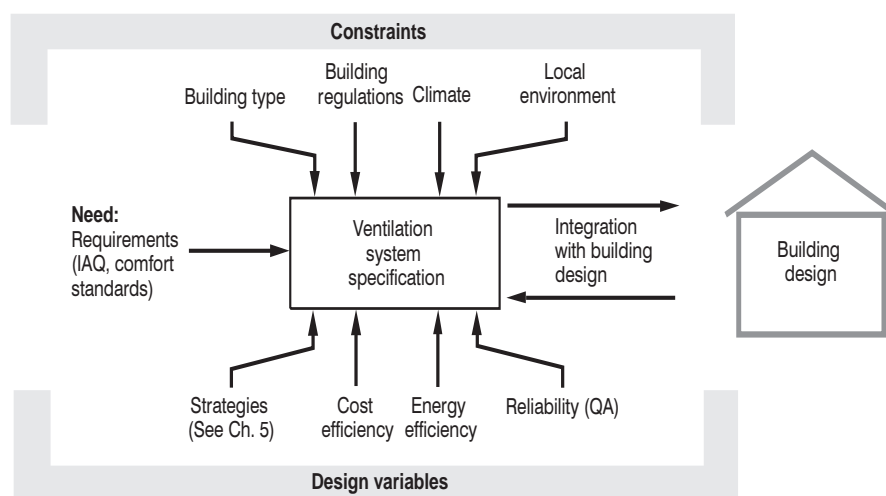 Constraints
Building type
Building
regulations
Climate
Local
environment
Need:
Requirements
(IAQ, comfort
standards)
Ventilation
system
specification
Integration
with building
design
Building
design
Strategies
(See Ch. 5)
Cost
efficiency
Energy
efficiency
Reliability (QA)
Design variables